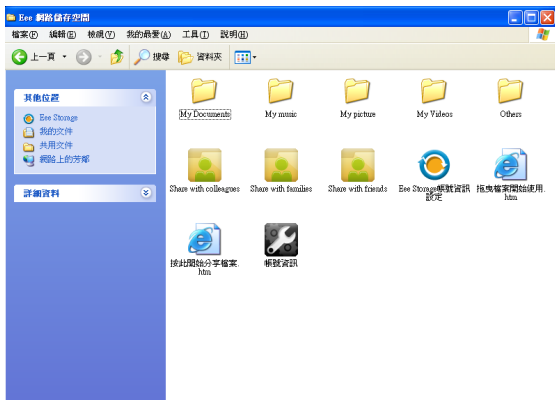 Eee 網路儲存空間
檔案(F) 編輯(E) 檢視(V) 我的最愛(A) 工具(T) 說明(H)
上一頁 搜尋 資料夾
其他位置
Eee Storage
我的文件
共用文件
網路上的芳鄰
詳細資料
My Documents My music My picture My Videos Others
Share with colleagues Share with families Share with friends Eee Storage帳號資訊 拖曳檔案開始使用.
設定 htm
按此開始分享檔案. 帳號資訊
htm